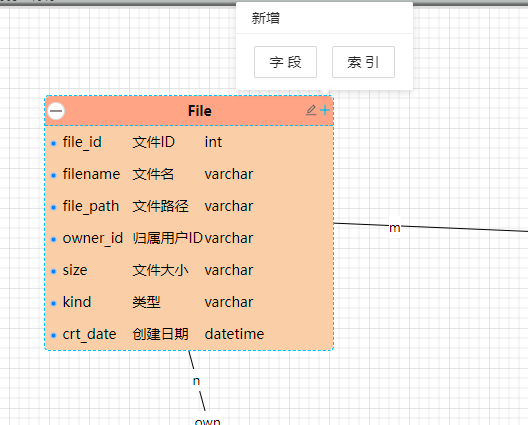 新增
字 段 索 引
File
file_id 文件ID int
filename 文件名 varchar
file_path 文件路径 varchar
owner_id 归属用户ID varchar
size 文件大小 varchar
kind 类型 varchar
crt_date 创建日期 datetime
m
n
own